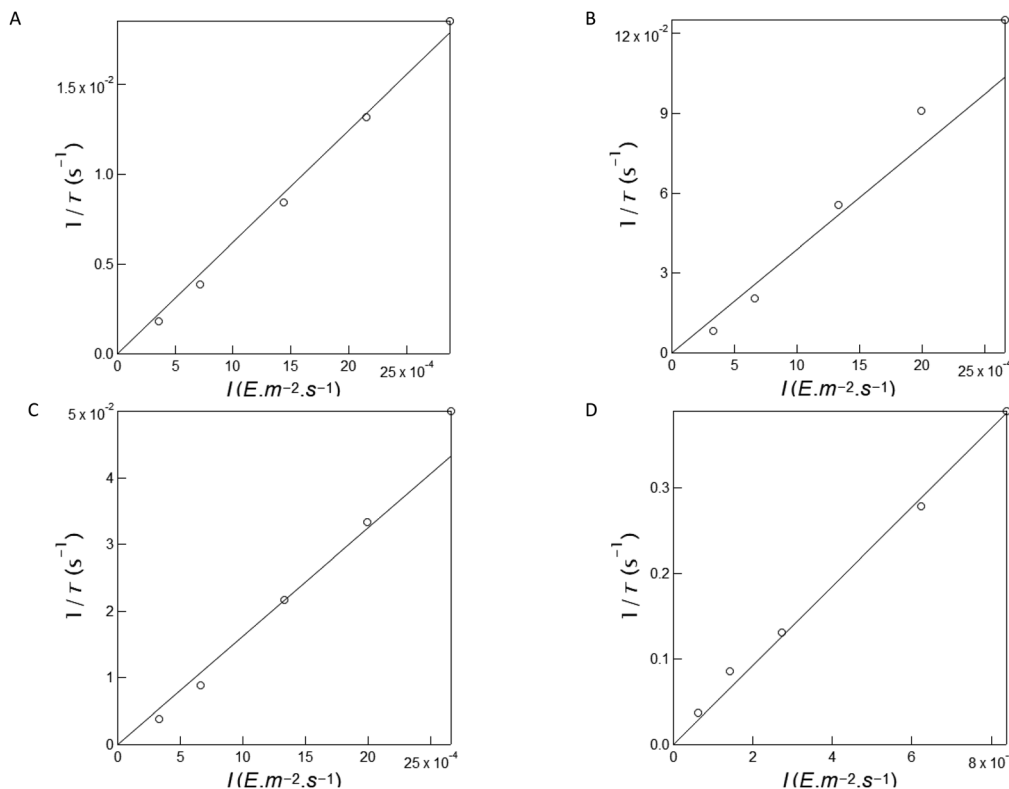 A
1.5 x 10⁻²
1.0
0.5
0.0
1 / τ (s⁻¹)
0
5
10
15
20
25 x 10⁻⁴
I (E.m⁻².s⁻¹)
B
12 x 10⁻²
9
6
3
0
1 / τ (s⁻¹)
0
5
10
15
20
25 x 10⁻⁴
I (E.m⁻².s⁻¹)
C
5 x 10⁻²
4
3
2
1
0
1 / τ (s⁻¹)
0
5
10
15
20
25 x 10⁻⁴
I (E.m⁻².s⁻¹)
D
0.3
0.2
0.1
0.0
1 / τ (s⁻¹)
0
2
4
6
8 x 10⁻
I (E.m⁻².s⁻¹)